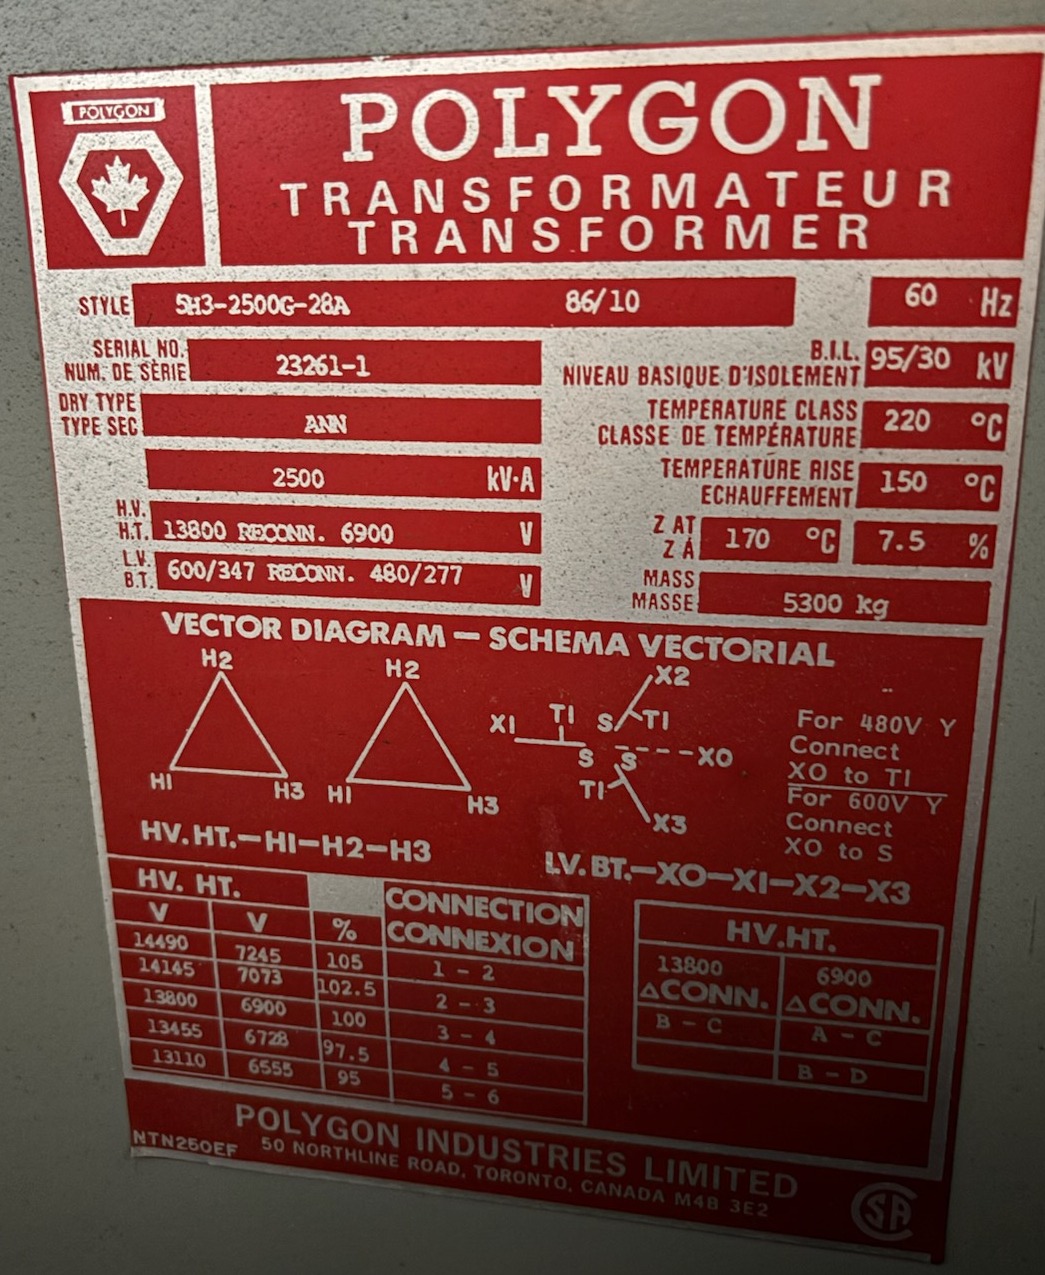 POLYGON
POLYGON
TRANSFORMATEUR
TRANSFORMER
STYLE 5H3-2500G-28A 86/10 60 Hz
SERIAL NO. NUM. DE SÈRIE 23261-1
B.I.L. NIVEAU BASIQUE D'ISOLEMENT 95/30 kV
DRY TYPE TYPE SEC ANN
TEMPERATURE CLASS CLASSE DE TEMPÉRATURE 220 °C
2500 kV·A
TEMPERATURE RISE ECHAUFFEMENT 150 °C
H.V. H.T. 13800 RECONN. 6900 V
Z AT Z À 170 °C 7.5 %
L.V. B.T. 600/347 RECONN. 480/277 V
MASS MASSE 5300 kg
VECTOR DIAGRAM — SCHEMA VECTORIAL
H2 H2 X2
X1 T1 S T1
S S XO
H1 H3 H1 H3 T1
X3
For 480V Y
Connect
XO to T1
For 600V Y
Connect
XO to S
HV.HT.—H1—H2—H3
LV.BT.—XO—X1—X2—X3
HV. HT. CONNECTION
V V % CONNEXION
14490 7245 105 1 - 2
14145 7073 102.5 2 - 3
13800 6900 100 3 - 4
13455 6728 97.5 4 - 5
13110 6555 95 5 - 6
HV.HT.
13800 6900
△CONN. △CONN.
B - C A - C
B - D
POLYGON INDUSTRIES LIMITED
NTN250EF 50 NORTHLINE ROAD, TORONTO, CANADA M4B 3E2
SA